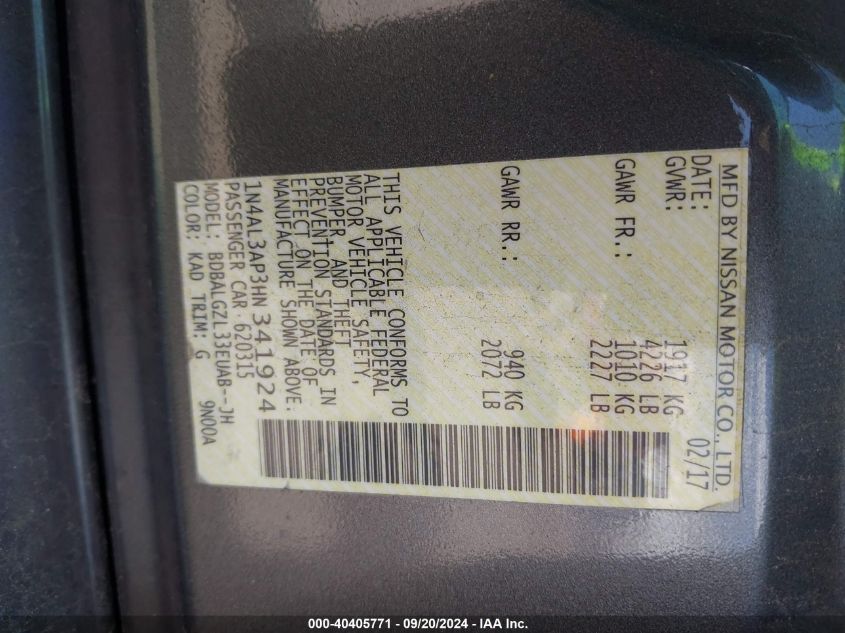 MFD BY NISSAN MOTOR CO., LTD.
DATE: 02/17
GVWR: 1917 KG
4226 LB
GAWR FR.: 1010 KG
2227 LB
GAWR RR.: 940 KG
2072 LB
THIS VEHICLE CONFORMS TO
ALL APPLICABLE FEDERAL
MOTOR VEHICLE SAFETY,
BUMPER, AND THEFT
PREVENTION STANDARDS IN
EFFECT ON THE DATE OF
MANUFACTURE SHOWN ABOVE.
1N4AL3AP3HN341924
PASSENGER CAR 620315
MODEL: BDBALGZL33EUAB--JH
COLOR: KAD TRIM: G 9N00A
000-40405771 - 09/20/2024 - IAA Inc.